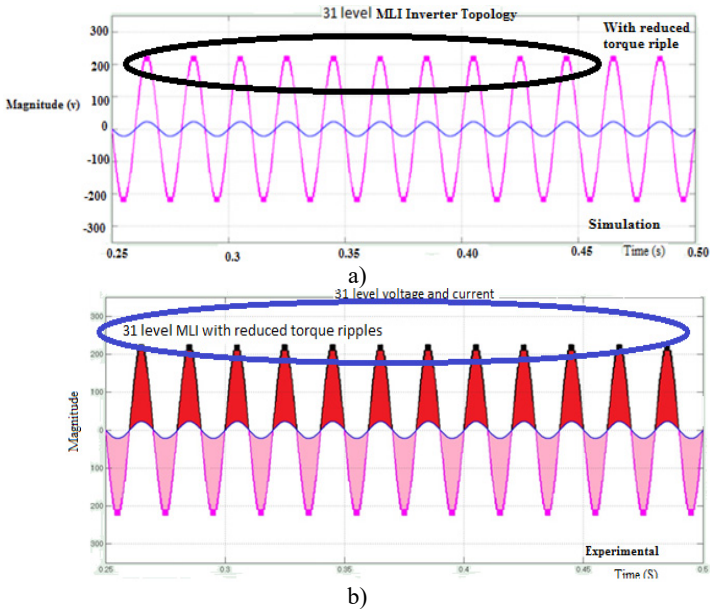 31 level MLI Inverter Topology
With reduced
torque riple
300
200
Magnitude (v)
100
0
-100
-200
-300
Simulation
0.25
0.3
0.35
0.40
0.45
Time (s)
0.50
a)
31 level voltage and current
300
31 level MLI with reduced torque ripples
200
100
Magnitude
0
100
200
300
Experimental
0.25
0.3
0.35
0.4
0.45
0.5
Time (S)
b)